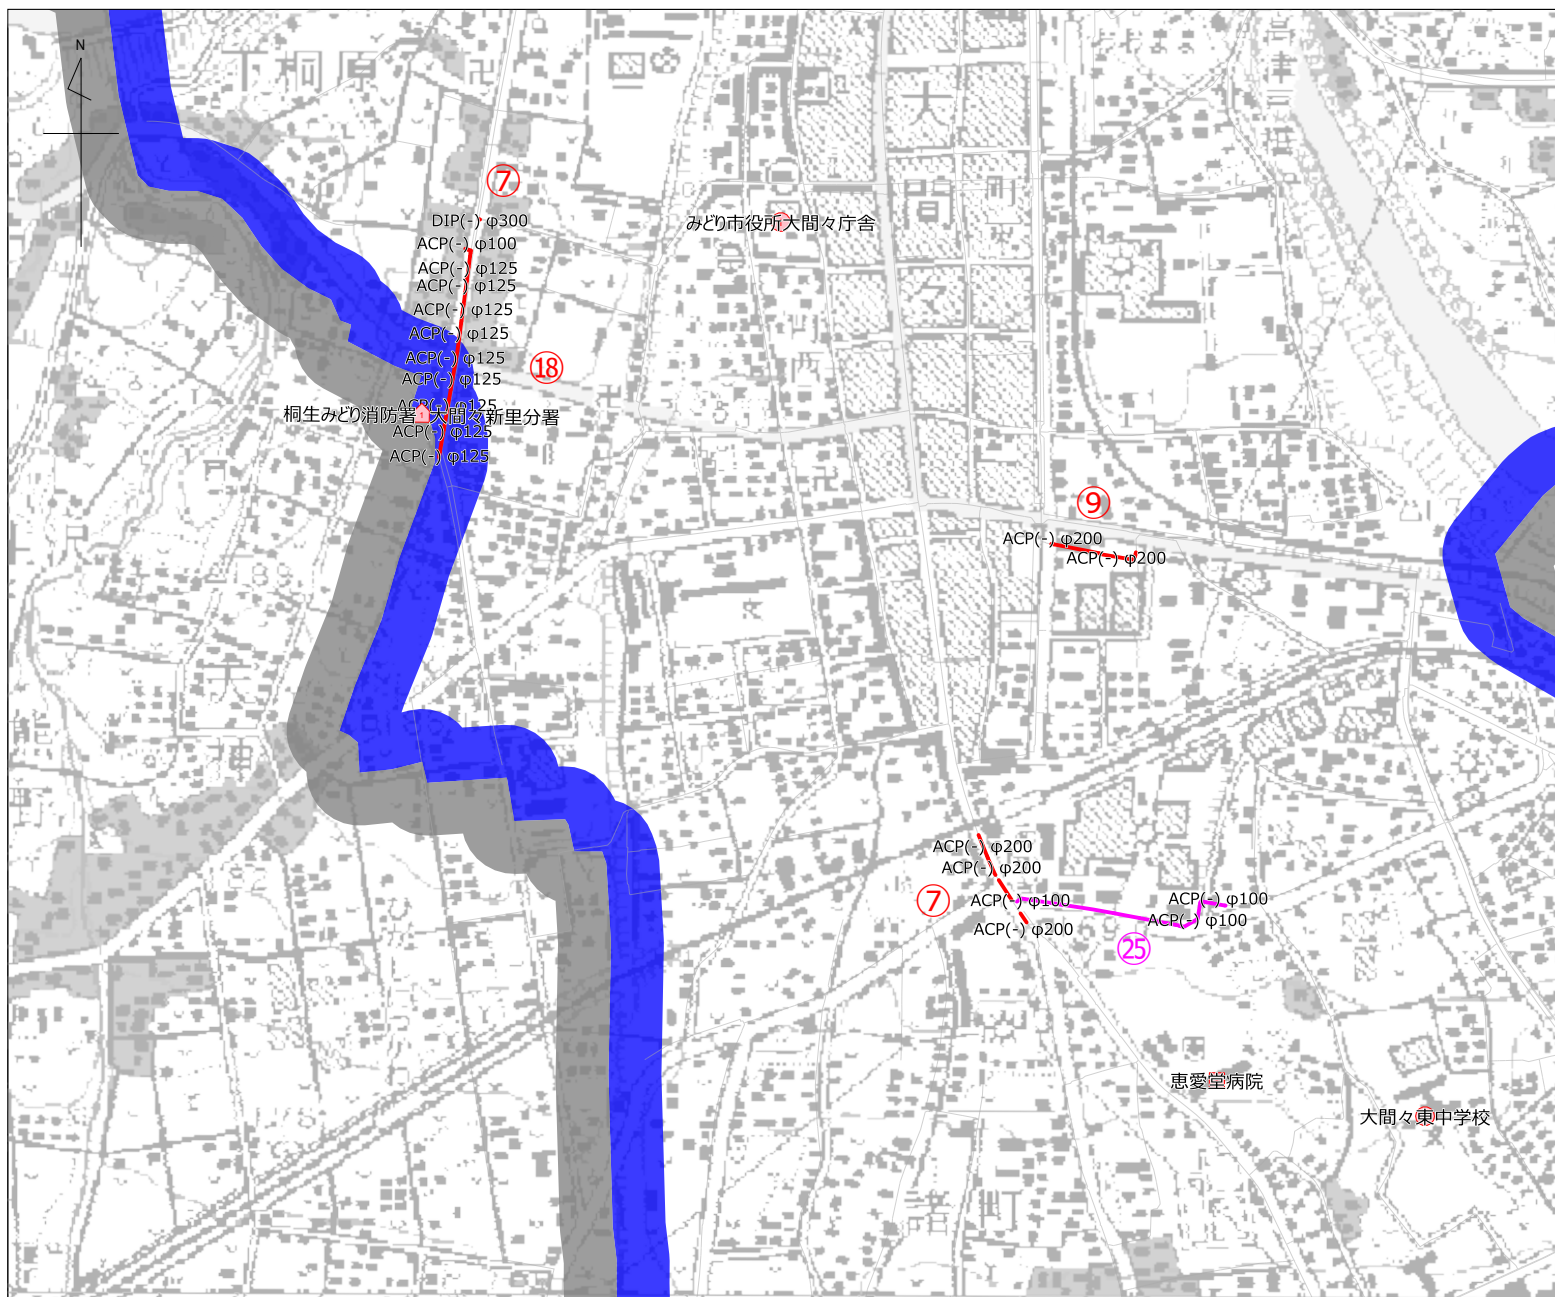 N
下桐原
⑦
DIP(-) φ300
みどり市役所大間々庁舎
大
間
々
ACP(-) φ100
ACP(-) φ125
ACP(-) φ125
ACP(-) φ125
ACP(-) φ125
ACP(-) φ125
⑱
ACP(-) φ125
ACP(-) φ125
桐生みどり消防署 大間々新里分署
ACP(-) φ125
ACP(-) φ125
⑨
ACP(-) φ200
ACP(-) φ200
天
神
ACP(-) φ200
ACP(-) φ200
⑦
ACP(-) φ100
ACP(-) φ100
ACP(-) φ100
ACP(-) φ200
㉕
恵愛堂病院
大間々東中学校